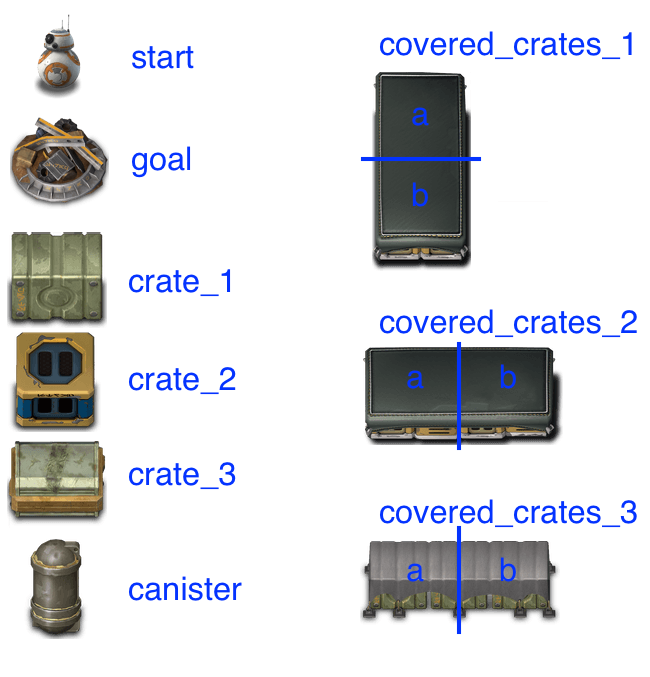 start
goal
crate_1
crate_2
crate_3
canister
covered_crates_1
a
b
covered_crates_2
a b
covered_crates_3
a b